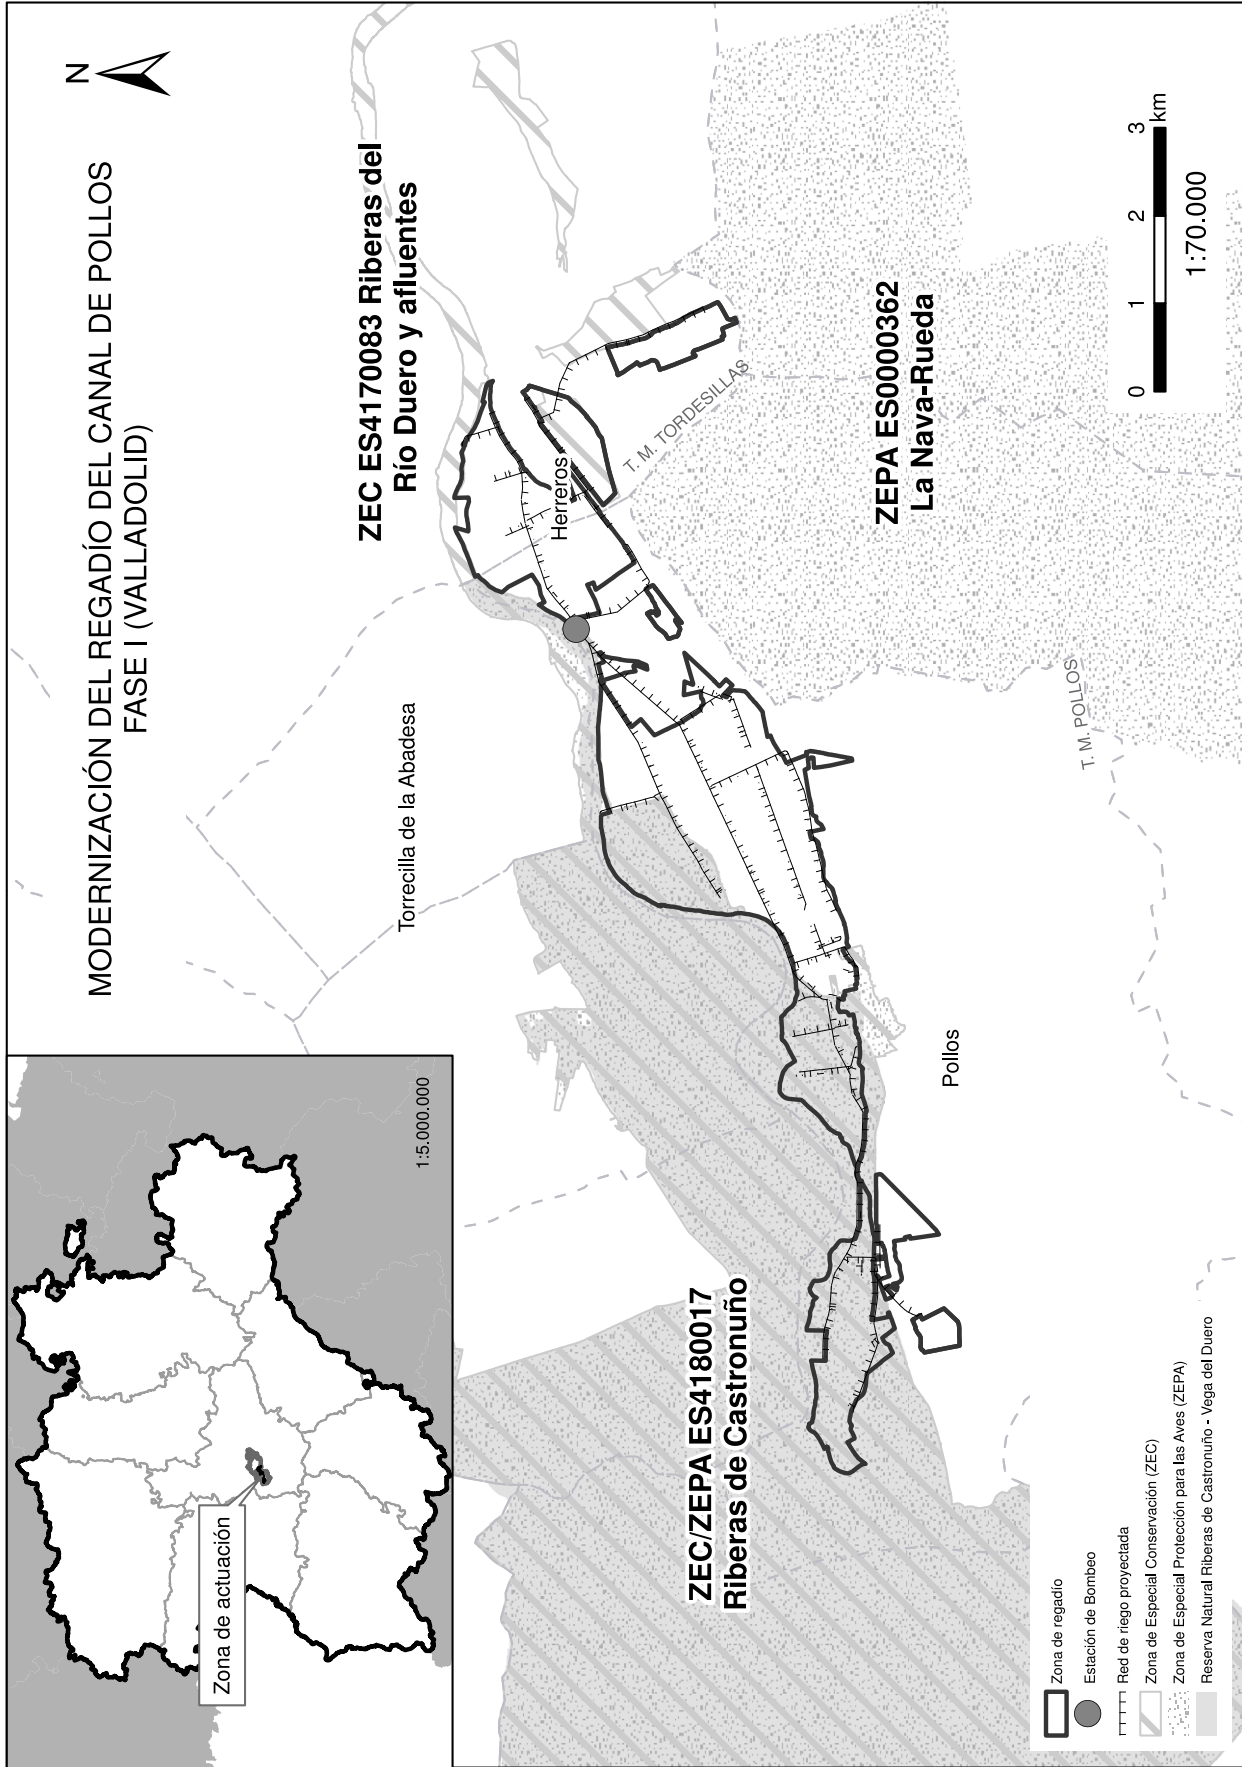 MODERNIZACIÓN DEL REGADÍO DEL CANAL DE POLLOS
FASE I (VALLADOLID)
N
1:5.000.000
Zona de actuación
Torrecilla de la Abadesa
ZEC ES4170083 Riberas del
Río Duero y afluentes
Herreros
T. M. TORDESILLAS
ZEPA ES0000362
La Nava-Rueda
T. M. POLLOS
Pollos
ZEC/ZEPA ES4180017
Riberas de Castronuño
0 1 2 3
km
1:70.000
Zona de regadío
Estación de Bombeo
Red de riego proyectada
Zona de Especial Conservación (ZEC)
Zona de Especial Protección para las Aves (ZEPA)
Reserva Natural Riberas de Castronuño - Vega del Duero